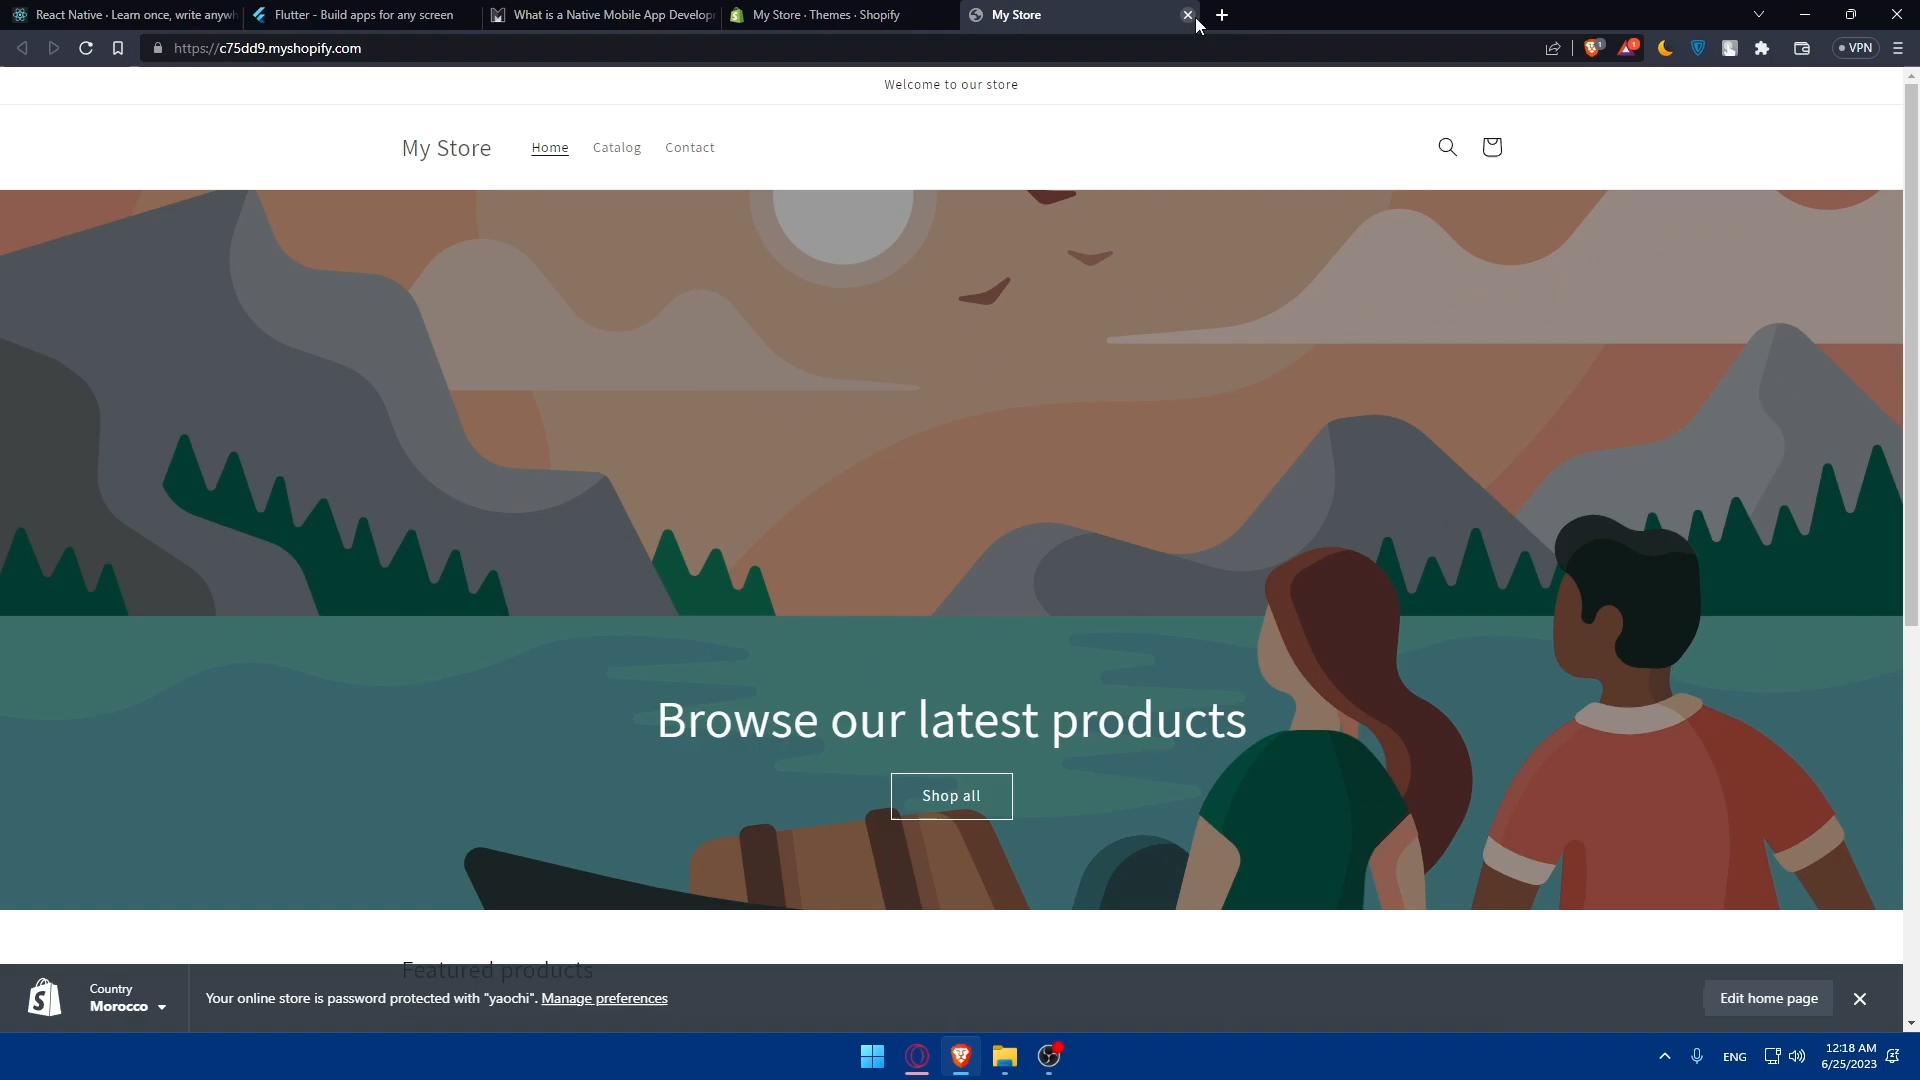 React Native · Learn once, write anywh
Flutter - Build apps for any screen
What is a Native Mobile App Develop
My Store · Themes · Shopify
My Store
https://c75dd9.myshopify.com
1
1
VPN
Welcome to our store
My Store
Home
Catalog
Contact
Browse our latest products
Shop all
Featured products
Country
Morocco
Your online store is password protected with "yaochi". Manage preferences
Edit home page
ENG
12:18 AM
6/25/2023